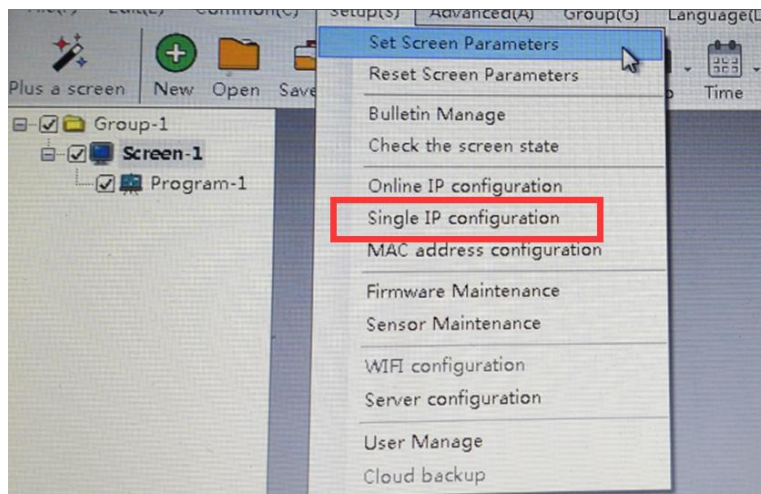 Setup(S) Advanced(A) Group(G) Language(L
Plus a screen New Open Save Time
Group-1
Screen-1
Program-1
Set Screen Parameters
Reset Screen Parameters
Bulletin Manage
Check the screen state
Online IP configuration
Single IP configuration
MAC address configuration
Firmware Maintenance
Sensor Maintenance
WIFI configuration
Server configuration
User Manage
Cloud backup